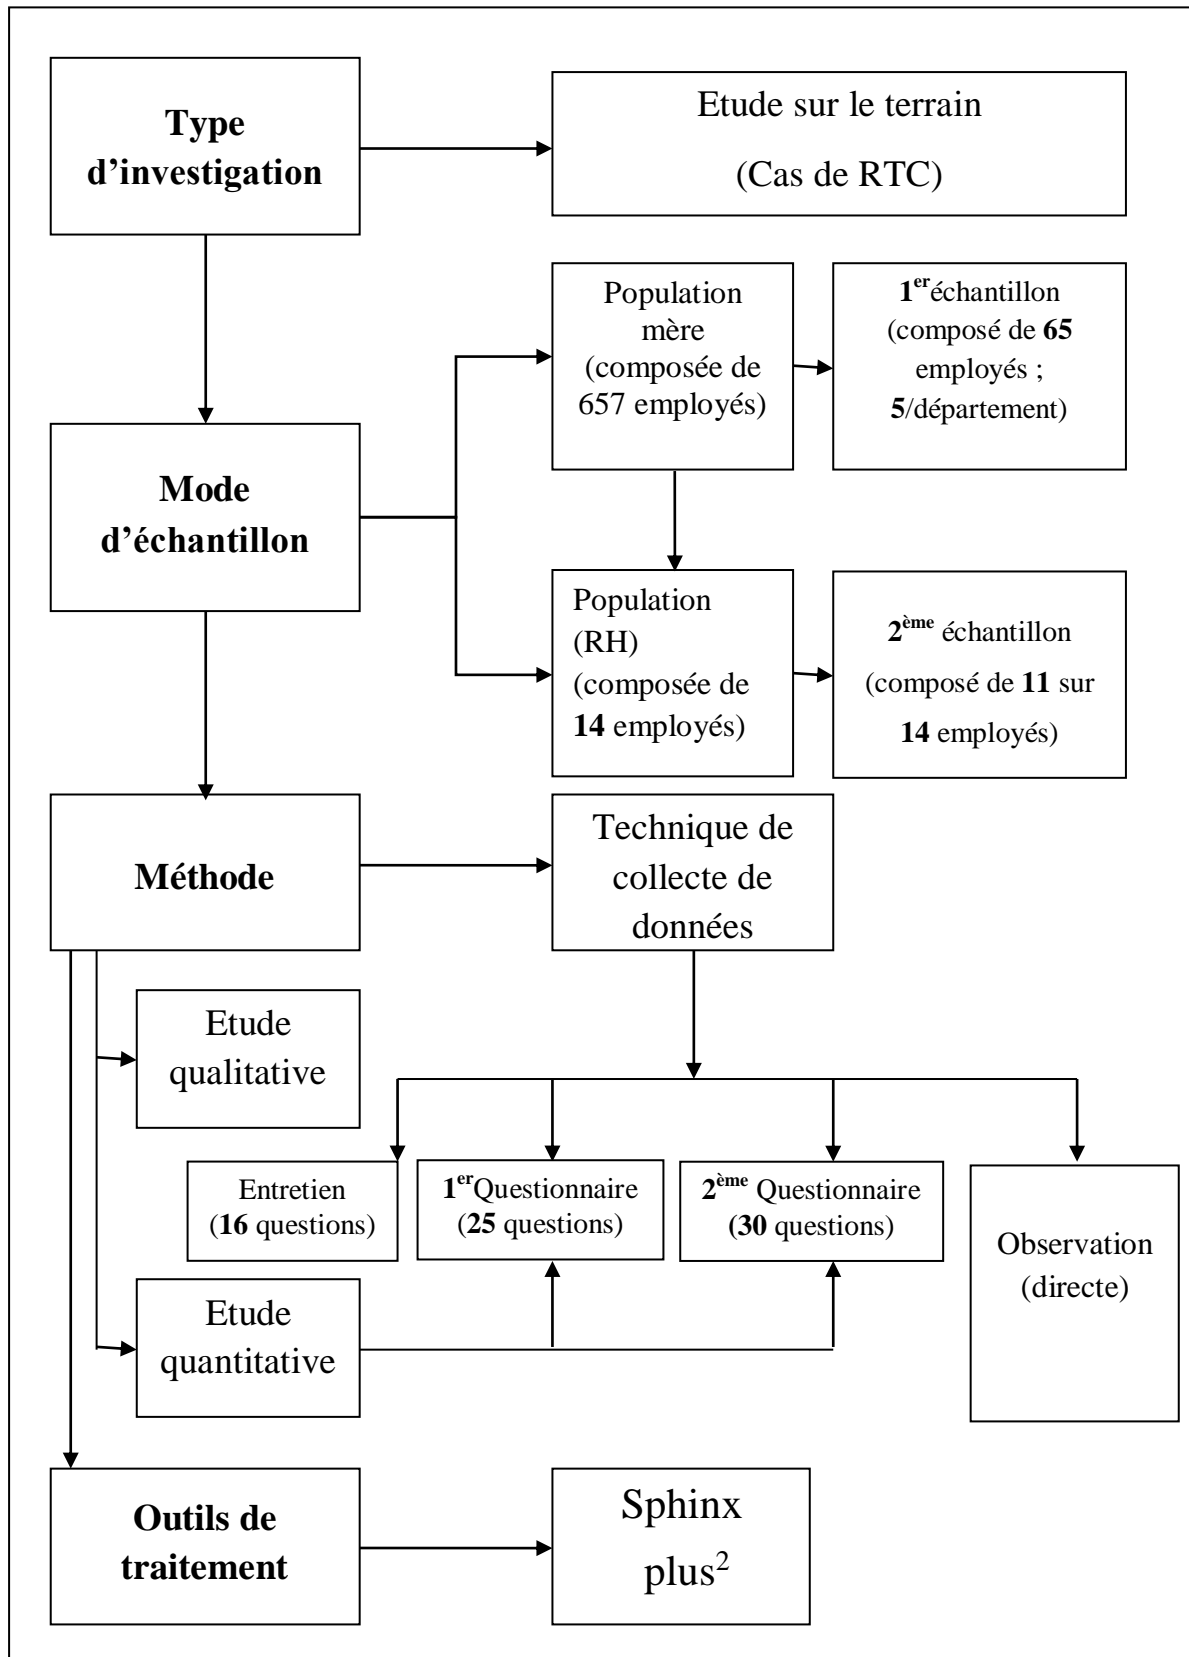 Type
d’investigation
Etude sur le terrain
(Cas de RTC)
Population
mère
(composée de
657 employés)
1er échantillon
(composé de 65
employés ;
5/département)
Mode
d’échantillon
Population
(RH)
(composée de
14 employés)
2ème échantillon
(composé de 11 sur
14 employés)
Méthode
Technique de
collecte de
données
Etude
qualitative
Entretien
(16 questions)
1er Questionnaire
(25 questions)
2ème Questionnaire
(30 questions)
Observation
(directe)
Etude
quantitative
Outils de
traitement
Sphinx
plus²